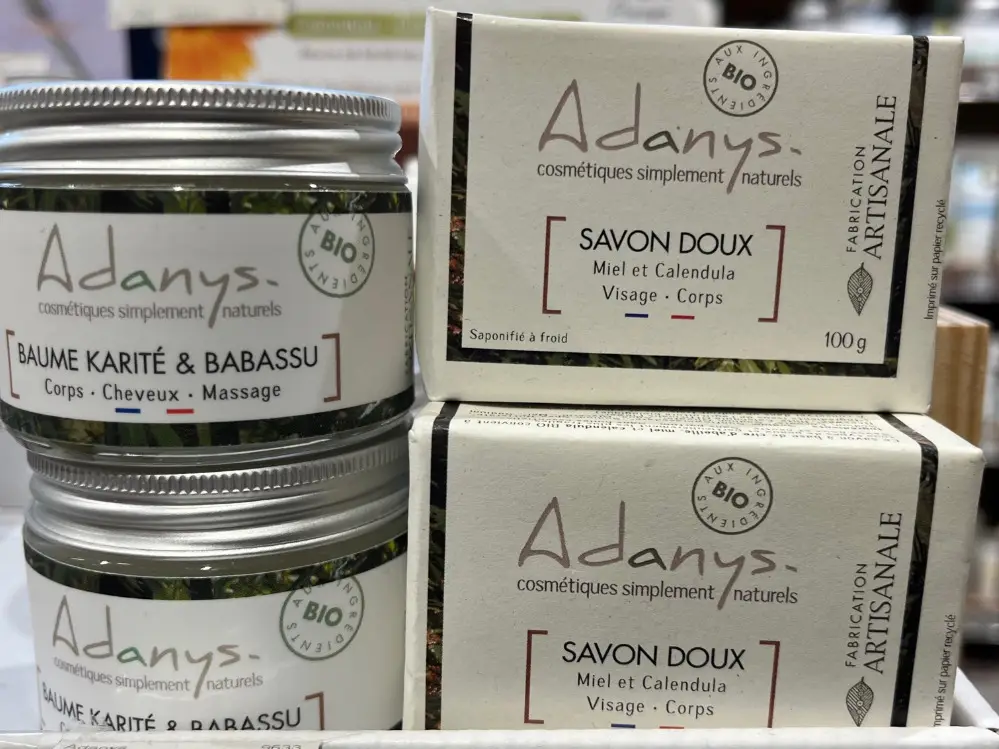 Adanys.
cosmétiques simplement naturels
AUX INGRÉDIENTS
BIO
BAUME KARITÉ & BABASSU
Corps · Cheveux · Massage
Adanys.
cosmétiques simplement naturels
AUX INGRÉDIENTS
BIO
BAUME KARITÉ & BABASSU
AUX INGRÉDIENTS
BIO
Adanys.
cosmétiques simplement naturels
SAVON DOUX
Miel et Calendula
Visage · Corps
Saponifié à froid
100 g
FABRICATION
ARTISANALE
Imprimé sur papier recyclé
AUX INGRÉDIENTS
BIO
Adanys.
cosmétiques simplement naturels
SAVON DOUX
Miel et Calendula
Visage · Corps
FABRICATION
ARTISANALE
Imprimé sur papier recyclé